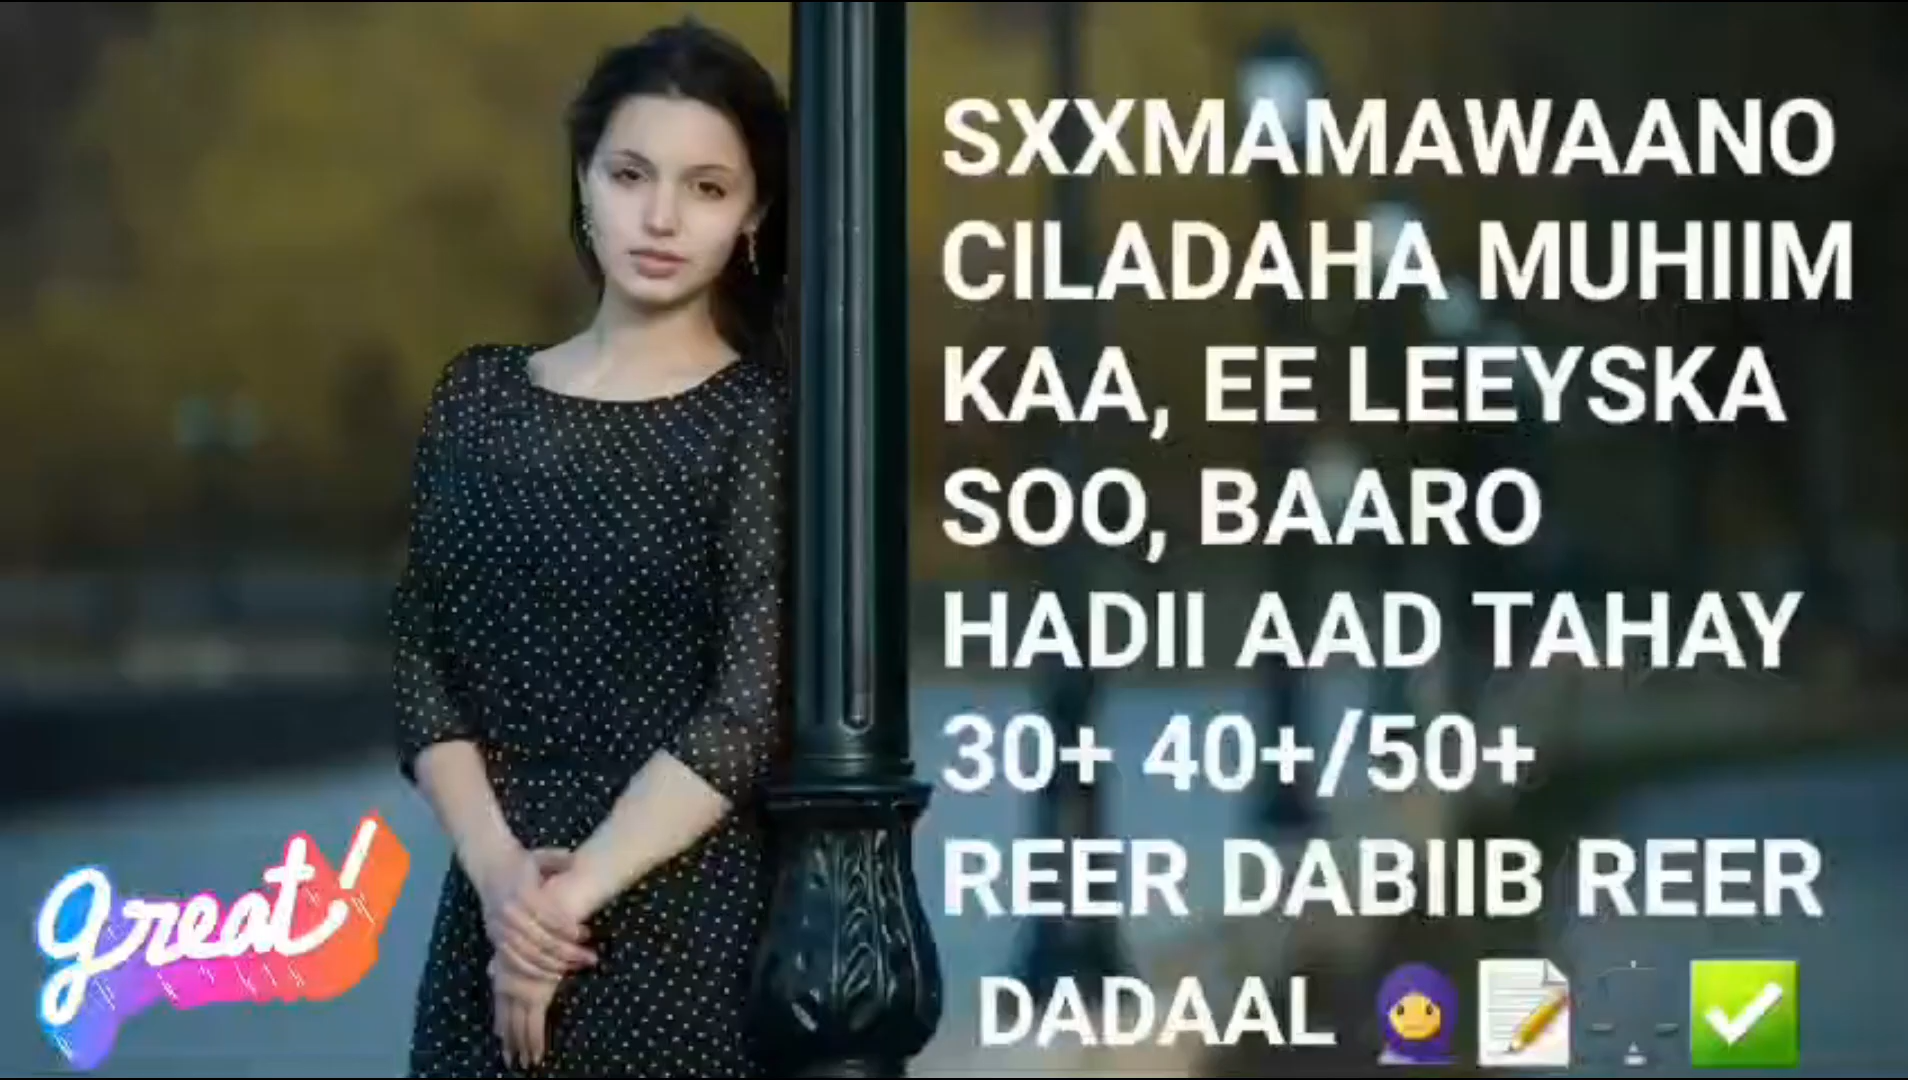 SXXMAMAWAANO
CILADAHA MUHIIM
KAA, EE LEEYSKA
SOO, BAARO
HADII AAD TAHAY
30+ 40+/50+
REER DABIIB REER
DADAAL 🧕 📝 ✅
great!